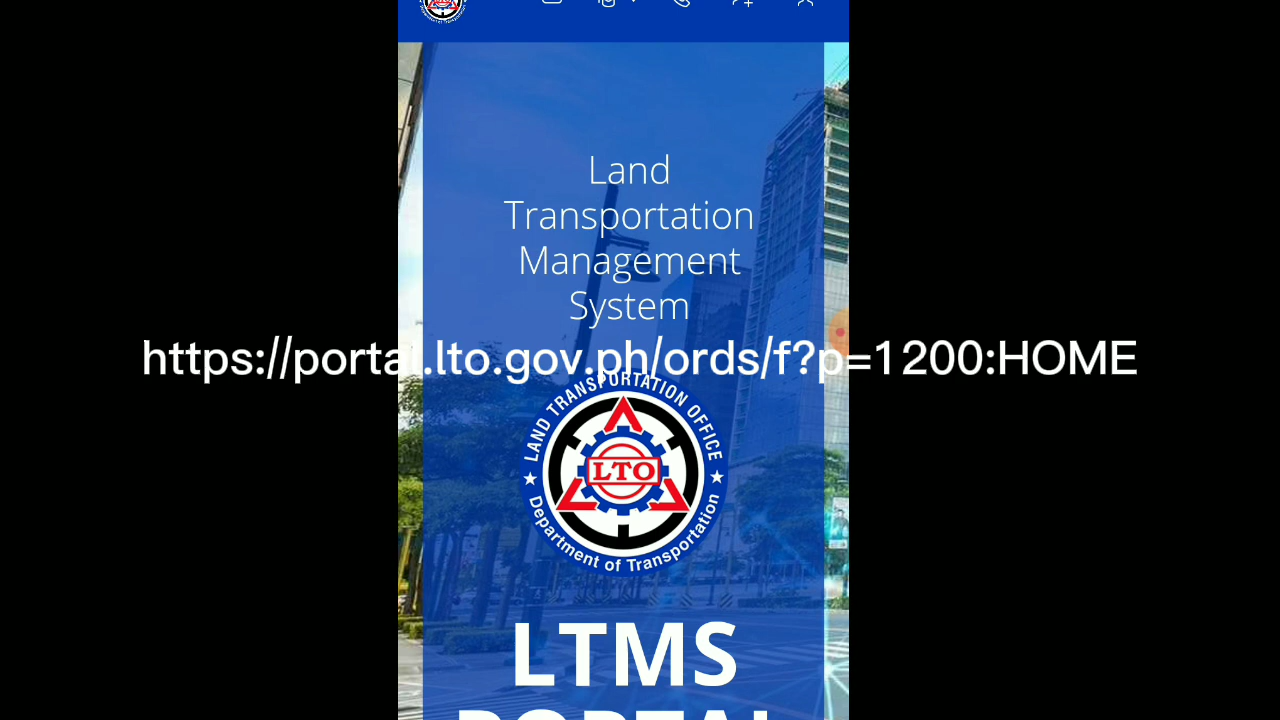 Land
Transportation
Management
System
https://portal.lto.gov.ph/ords/f?p=1200:HOME
LAND TRANSPORTATION OFFICE
LTO
Department of Transportation
LTMS
PORTAL